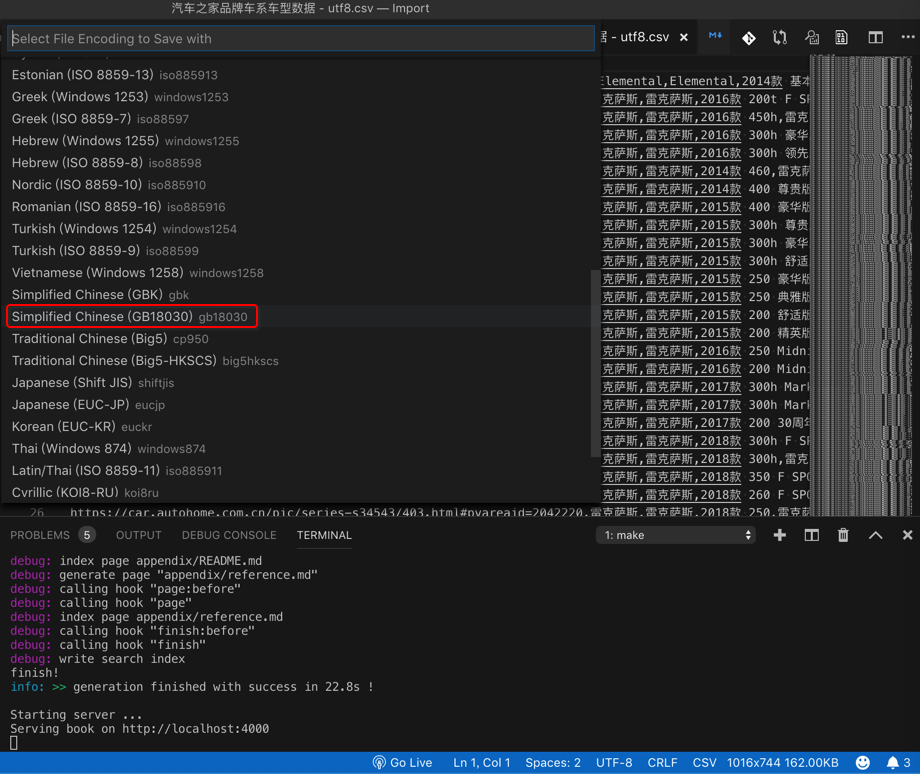 汽车之家品牌车系车型数据 - utf8.csv — Import
Select File Encoding to Save with
- utf8.csv ×
Estonian (ISO 8859-13) iso885913
Greek (Windows 1253) windows1253
Greek (ISO 8859-7) iso88597
Hebrew (Windows 1255) windows1255
Hebrew (ISO 8859-8) iso88598
Nordic (ISO 8859-10) iso885910
Romanian (ISO 8859-16) iso885916
Turkish (Windows 1254) windows1254
Turkish (ISO 8859-9) iso88599
Vietnamese (Windows 1258) windows1258
Simplified Chinese (GBK) gbk
Simplified Chinese (GB18030) gb18030
Traditional Chinese (Big5) cp950
Traditional Chinese (Big5-HKSCS) big5hkscs
Japanese (Shift JIS) shiftjis
Japanese (EUC-JP) eucjp
Korean (EUC-KR) euckr
Thai (Windows 874) windows874
Latin/Thai (ISO 8859-11) iso885911
Cyrillic (KOI8-RU) koi8ru
Elemental,Elemental,2014款 基本
克萨斯,雷克萨斯,2016款 200t F SP
克萨斯,雷克萨斯,2016款 450h,雷克
克萨斯,雷克萨斯,2016款 300h 豪华
克萨斯,雷克萨斯,2016款 300h 领先
克萨斯,雷克萨斯,2014款 460,雷克萨
克萨斯,雷克萨斯,2014款 400 尊贵版
克萨斯,雷克萨斯,2015款 400 豪华版
克萨斯,雷克萨斯,2015款 300h 尊贵
克萨斯,雷克萨斯,2015款 300h 豪华
克萨斯,雷克萨斯,2015款 300h 舒适
克萨斯,雷克萨斯,2015款 250 豪华版
克萨斯,雷克萨斯,2015款 250 典雅版
克萨斯,雷克萨斯,2015款 200 舒适版
克萨斯,雷克萨斯,2015款 200 精英版
克萨斯,雷克萨斯,2016款 250 Midni
克萨斯,雷克萨斯,2016款 200 Midni
克萨斯,雷克萨斯,2017款 300h Mark
克萨斯,雷克萨斯,2017款 300h Mar
克萨斯,雷克萨斯,2017款 200 30周年
克萨斯,雷克萨斯,2018款 300h F SP
克萨斯,雷克萨斯,2018款 300h,雷克
克萨斯,雷克萨斯,2018款 350 F SPO
克萨斯,雷克萨斯,2018款 260 F SPO
26 https://car.autohome.com.cn/pic/series-s34543/403.html#pvareaid=2042220,雷克萨斯,雷克萨斯,2018款 250,雷克萨
PROBLEMS 5 OUTPUT DEBUG CONSOLE TERMINAL 1: make
debug: index page appendix/README.md
debug: generate page "appendix/reference.md"
debug: calling hook "page:before"
debug: calling hook "page"
debug: index page appendix/reference.md
debug: calling hook "finish:before"
debug: calling hook "finish"
debug: write search index
finish!
info: >> generation finished with success in 22.8s !
Starting server ...
Serving book on http://localhost:4000
Go Live Ln 1, Col 1 Spaces: 2 UTF-8 CRLF CSV 1016x744 162.00KB 3